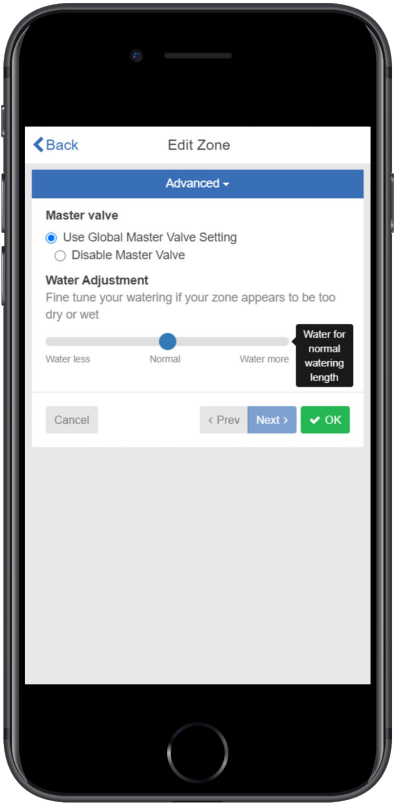 Back
Edit Zone
Advanced
Master valve
Use Global Master Valve Setting
Disable Master Valve
Water Adjustment
Fine tune your watering if your zone appears to be too
dry or wet
Water less
Normal
Water more
Water for
normal
watering
length
Cancel
‹ Prev
Next ›
OK